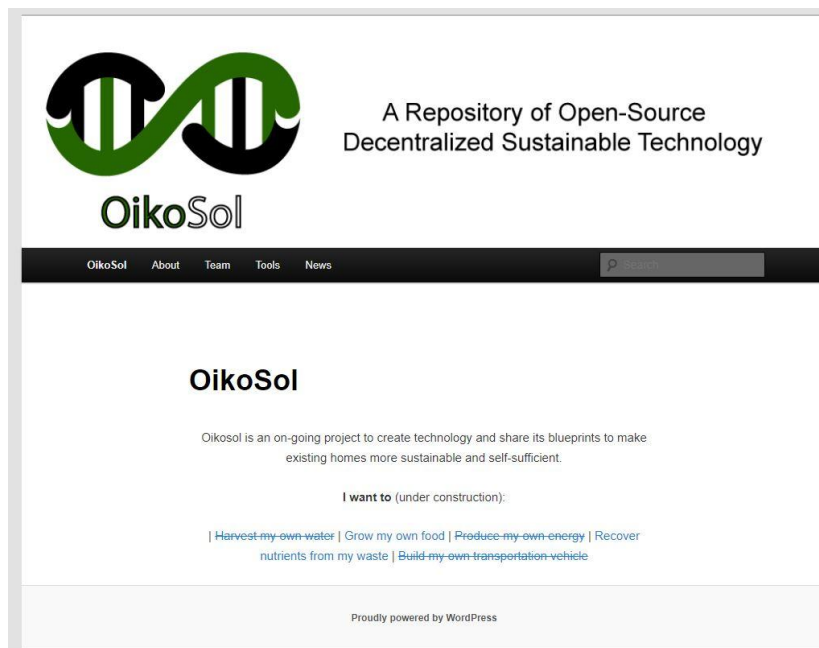 A Repository of Open-Source
Decentralized Sustainable Technology
OikoSol
OikoSol About Team Tools News Search
OikoSol
Oikosol is an on-going project to create technology and share its blueprints to make
existing homes more sustainable and self-sufficient.
I want to (under construction):
| Harvest my own water | Grow my own food | Produce my own energy | Recover
nutrients from my waste | Build my own transportation vehicle
Proudly powered by WordPress